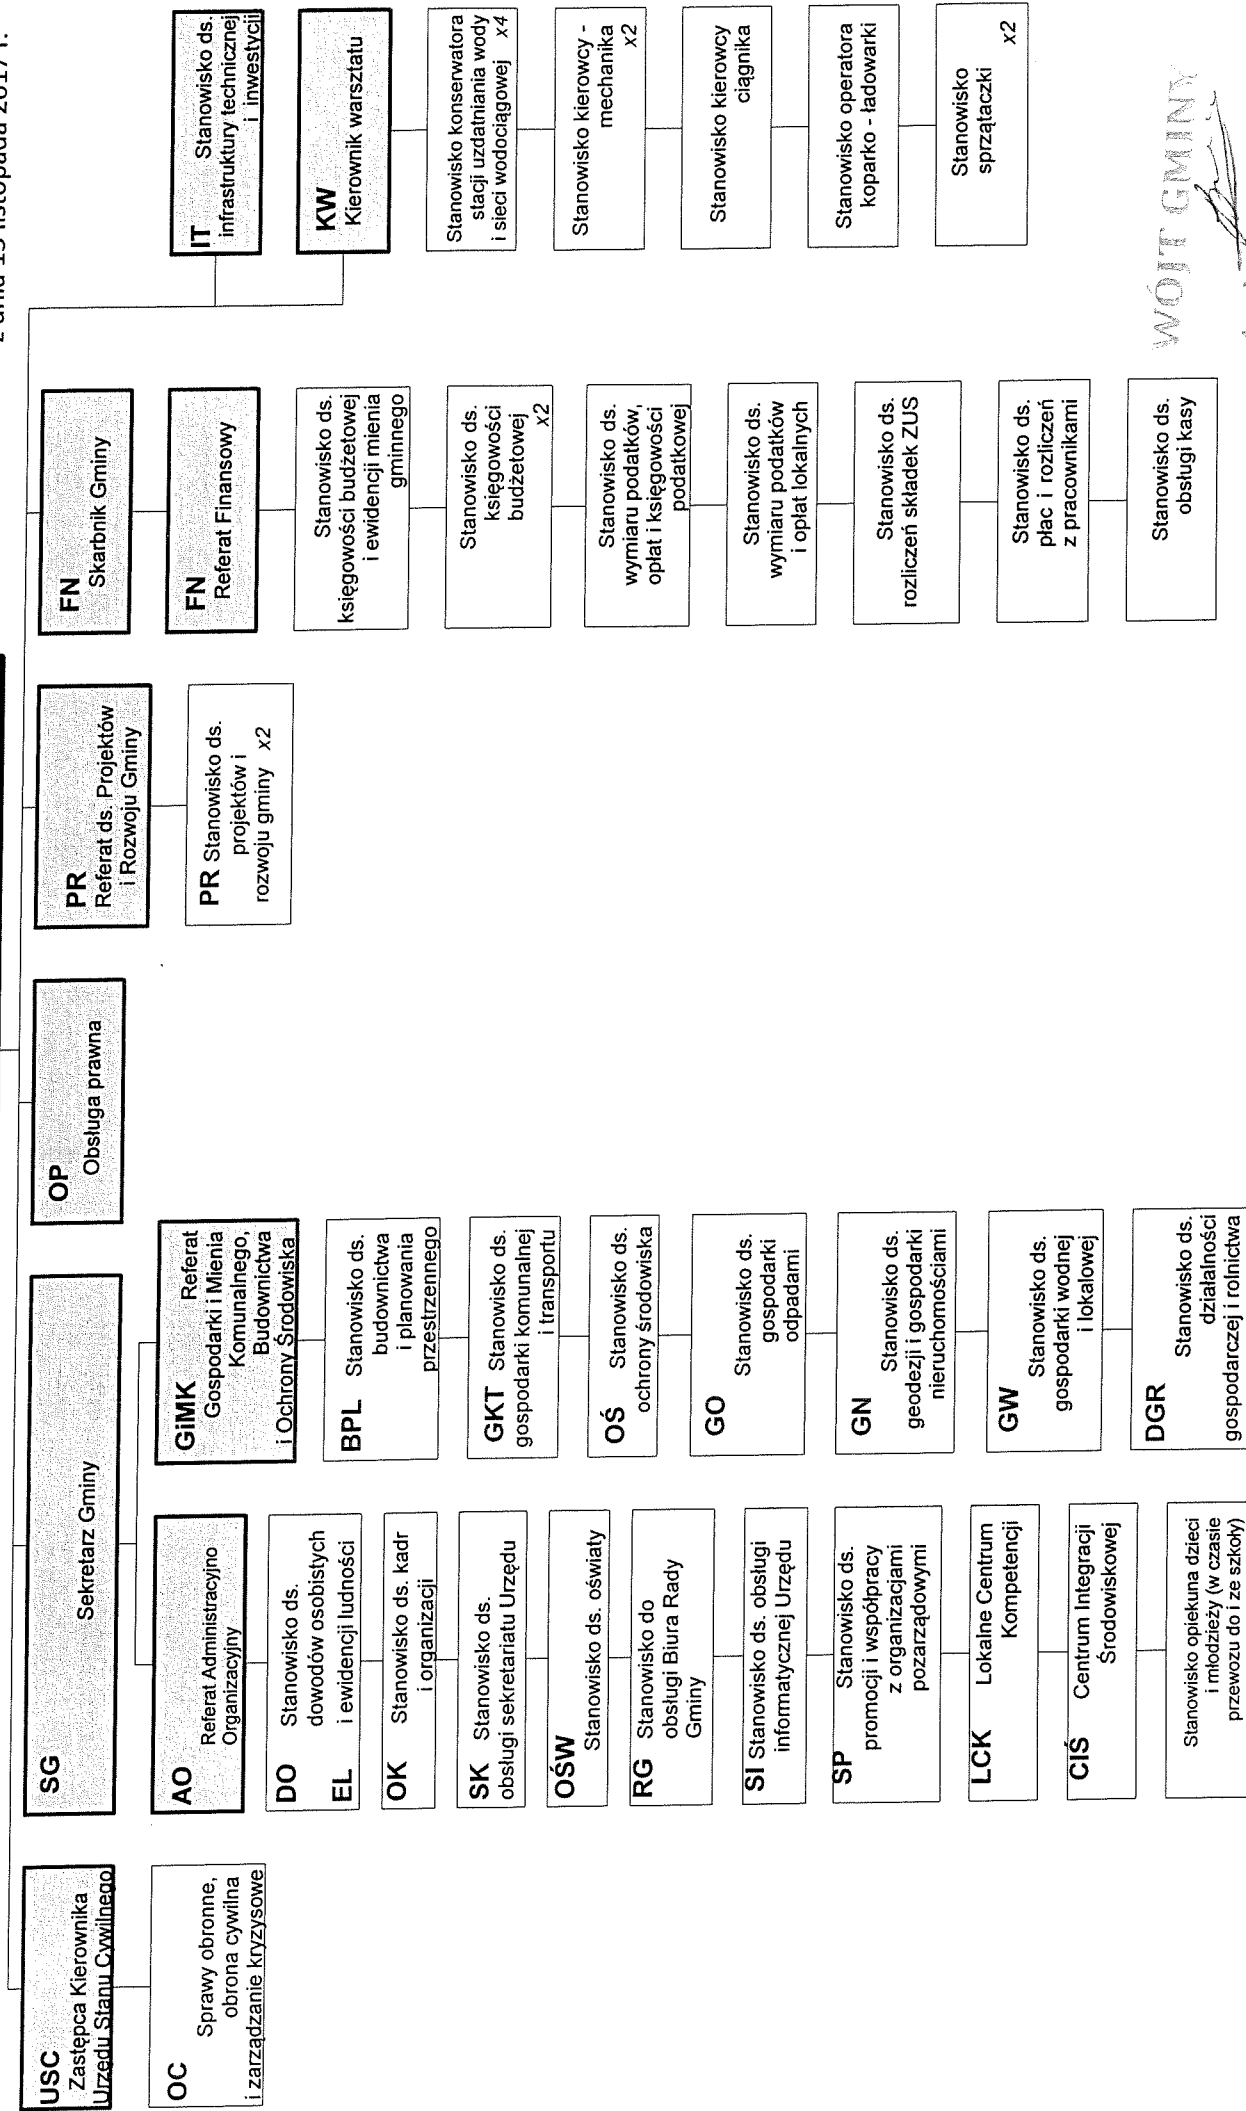 z dnia 15 listopada 2017 r.
USC
Zastępca Kierownika
Urzędu Stanu Cywilnego
OC
Sprawy obronne,
obrona cywilna
i zarządzanie kryzysowe
SG
Sekretarz Gminy
AO
Referat Administracyjno
Organizacyjny
DO Stanowisko ds.
dowodów osobistych
EL i ewidencji ludności
OK Stanowisko ds. kadr
i organizacji
SK Stanowisko ds.
obsługi sekretariatu Urzędu
OŚW
Stanowisko ds. oświaty
RG Stanowisko do
obsługi Biura Rady
Gminy
SI Stanowisko ds. obsługi
informatycznej Urzędu
SP Stanowisko ds.
promocji i współpracy
z organizacjami
pozarządowymi
LCK Lokalne Centrum
Kompetencji
CIŚ Centrum Integracji
Środowiskowej
Stanowisko opiekuna dzieci
i młodzieży (w czasie
przewozu do i ze szkoły)
GiMK Referat
Gospodarki i Mienia
Komunalnego,
Budownictwa
i Ochrony Środowiska
BPL Stanowisko ds.
budownictwa
i planowania
przestrzennego
GKT Stanowisko ds.
gospodarki komunalnej
i transportu
OŚ Stanowisko ds.
ochrony środowiska
GO
Stanowisko ds.
gospodarki
odpadami
GN
Stanowisko ds.
geodezji i gospodarki
nieruchomościami
GW
Stanowisko ds.
gospodarki wodnej
i lokalowej
DGR
Stanowisko ds.
działalności
gospodarczej i rolnictwa
OP
Obsługa prawna
PR
Referat ds. Projektów
i Rozwoju Gminy
PR Stanowisko ds.
projektów i
rozwoju gminy x2
FN
Skarbnik Gminy
FN
Referat Finansowy
Stanowisko ds.
księgowości budżetowej
i ewidencji mienia
gminnego
Stanowisko ds.
księgowości
budżetowej
x2
Stanowisko ds.
wymiaru podatków,
opłat i księgowości
podatkowej
Stanowisko ds.
wymiaru podatków
i opłat lokalnych
Stanowisko ds.
rozliczeń składek ZUS
Stanowisko ds.
płac i rozliczeń
z pracownikami
Stanowisko ds.
obsługi kasy
IT Stanowisko ds.
infrastruktury technicznej
i inwestycji
KW
Kierownik warsztatu
Stanowisko konserwatora
stacji uzdatniania wody
i sieci wodociągowej x4
Stanowisko kierowcy -
mechanika
x2
Stanowisko kierowcy
ciągnika
Stanowisko operatora
koparko - ładowarki
Stanowisko
sprzątaczki
x2
WÓJT GMINY